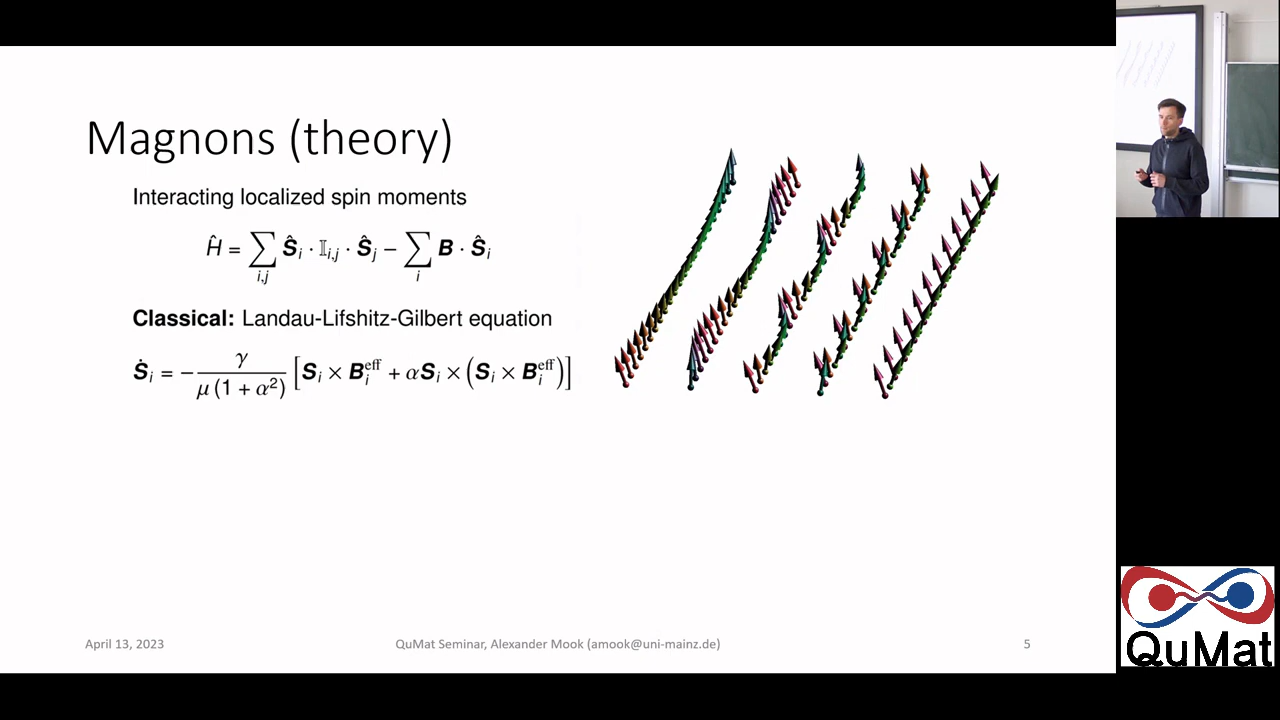 Magnons (theory)
Interacting localized spin moments
Ĥ = ∑_{i,j} Ŝ_i · 𝕀_{i,j} · Ŝ_j − ∑_i B · Ŝ_i
Classical: Landau-Lifshitz-Gilbert equation
Ṡ_i = − γ / μ (1 + α²) [S_i × B_i^eff + α S_i × (S_i × B_i^eff)]
April 13, 2023
QuMat Seminar, Alexander Mook (amook@uni-mainz.de)
5
QuMat